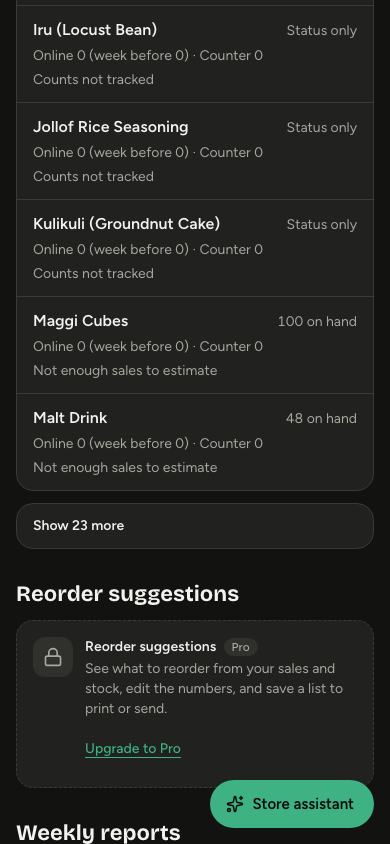 Iru (Locust Bean)
Status only
Online 0 (week before 0) · Counter 0
Counts not tracked
Jollof Rice Seasoning
Status only
Online 0 (week before 0) · Counter 0
Counts not tracked
Kulikuli (Groundnut Cake)
Status only
Online 0 (week before 0) · Counter 0
Counts not tracked
Maggi Cubes
100 on hand
Online 0 (week before 0) · Counter 0
Not enough sales to estimate
Malt Drink
48 on hand
Online 0 (week before 0) · Counter 0
Not enough sales to estimate
Show 23 more
Reorder suggestions
Reorder suggestions Pro
See what to reorder from your sales and
stock, edit the numbers, and save a list to
print or send.
Upgrade to Pro
Store assistant
Weekly reports